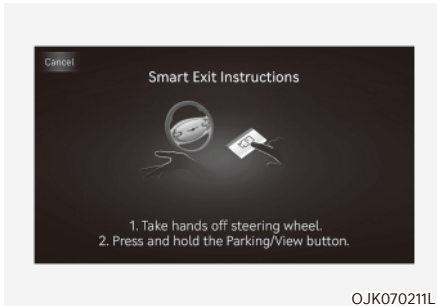 Cancel
Smart Exit Instructions
1. Take hands off steering wheel.
2. Press and hold the Parking/View button.
OJK070211L